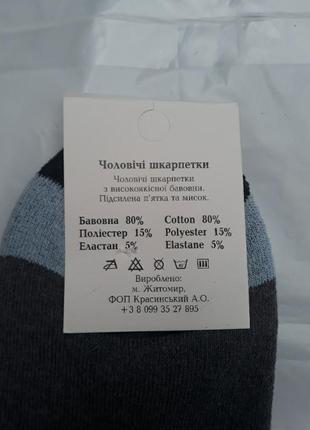 Чоловічі шкарпетки
Чоловічі шкарпетки
з високоякісної бавовни.
Підсилена п'ятка та мисок.
Бавовна 80% Cotton 80%
Поліестер 15% Polyester 15%
Еластан 5% Elastane 5%
Вироблено:
м. Житомир,
ФОП Красинський А.О.
+3 8 099 35 27 895